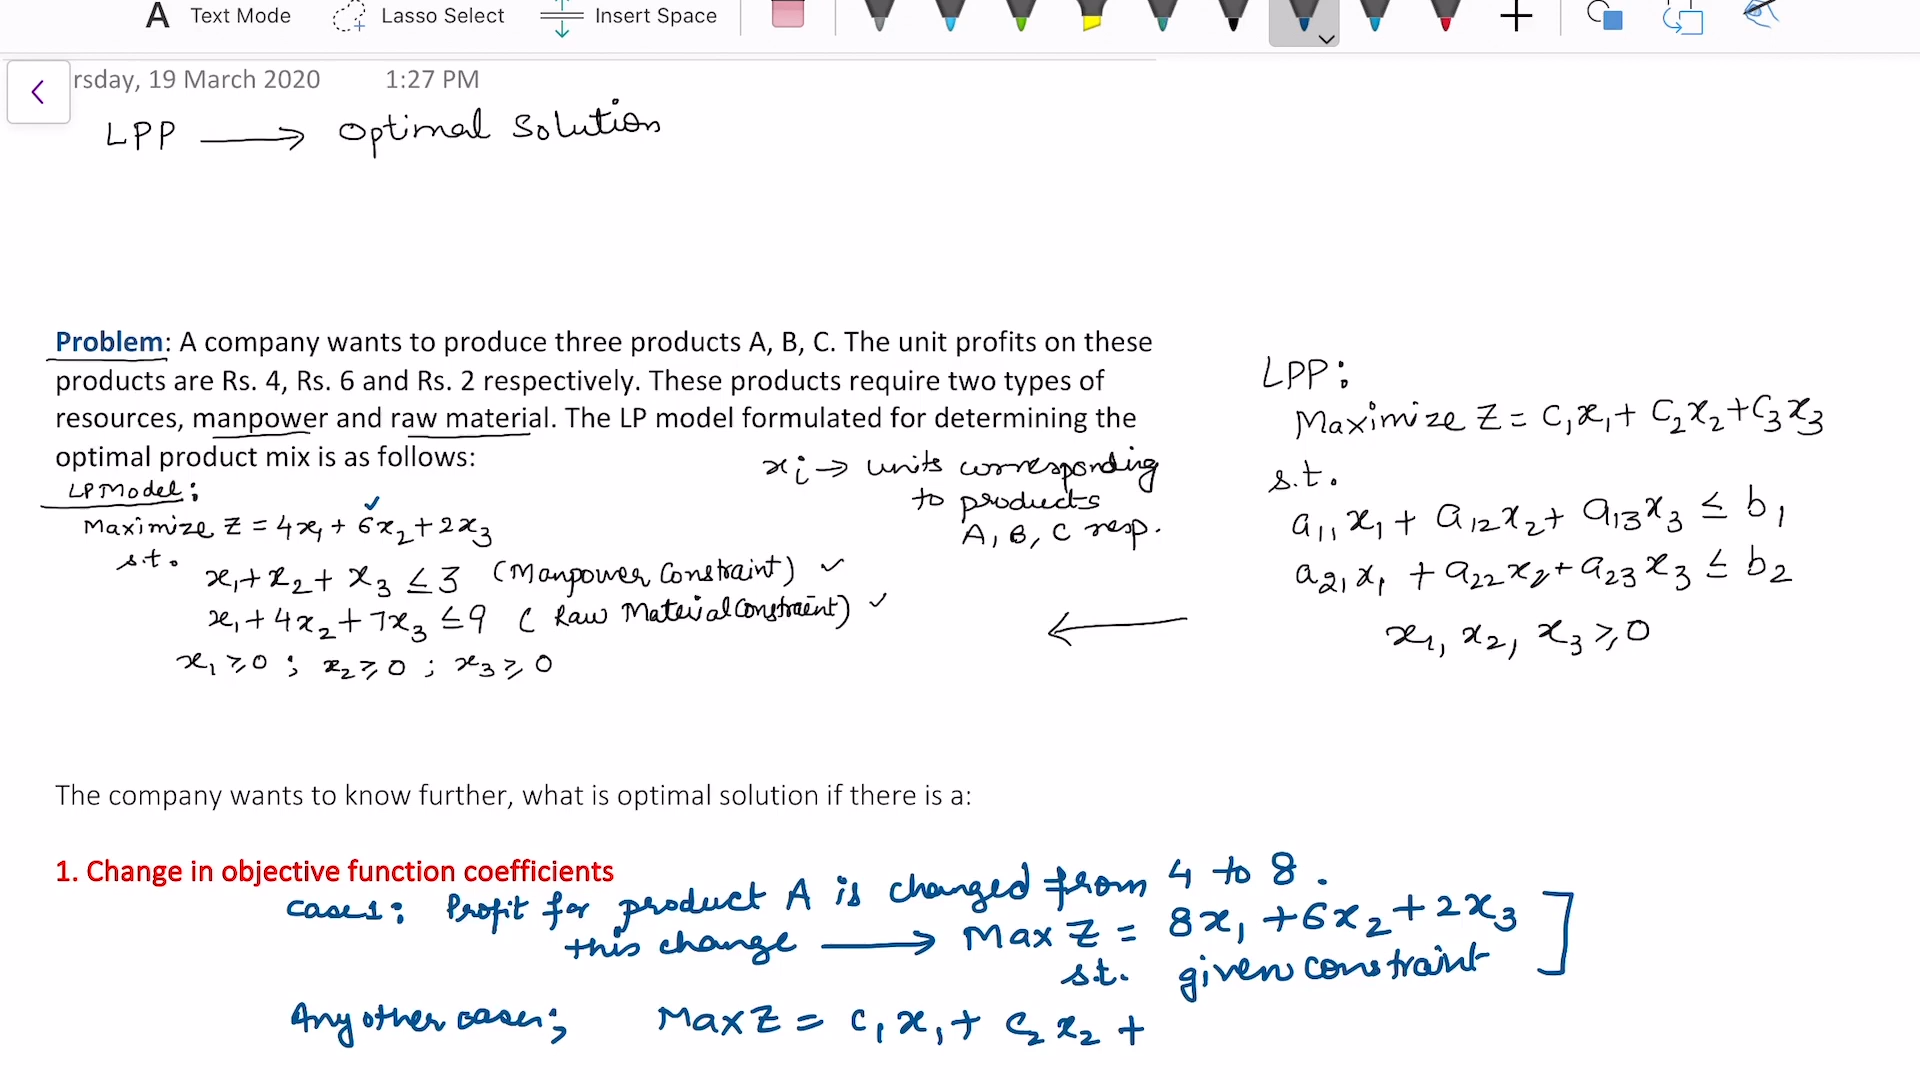 A Text Mode Lasso Select Insert Space
rsday, 19 March 2020 1:27 PM
LPP ⟶ Optimal Solution
Problem: A company wants to produce three products A, B, C. The unit profits on these
products are Rs. 4, Rs. 6 and Rs. 2 respectively. These products require two types of
resources, manpower and raw material. The LP model formulated for determining the
optimal product mix is as follows:
LP Model:
Maximize Z = 4x₁ + 6x₂ + 2x₃
s.t.
x₁ + x₂ + x₃ ≤ 3 (Manpower Constraint) ✓
x₁ + 4x₂ + 7x₃ ≤ 9 (Raw Material Constraint) ✓
x₁ ≥ 0 ; x₂ ≥ 0 ; x₃ ≥ 0
xi → units corresponding
to products
A, B, C resp.
LPP:
Maximize Z = C₁x₁ + C₂x₂ + C₃x₃
s.t.
a₁₁x₁ + a₁₂x₂ + a₁₃x₃ ≤ b₁
a₂₁x₁ + a₂₂x₂ + a₂₃x₃ ≤ b₂
x₁, x₂, x₃ ≥ 0
The company wants to know further, what is optimal solution if there is a:
1. Change in objective function coefficients
Case1: Profit for product A is changed from 4 to 8.
this change ⟶ Max Z = 8x₁ + 6x₂ + 2x₃
s.t. given constraint
Any other case; Max Z = C₁x₁ + C₂x₂ +